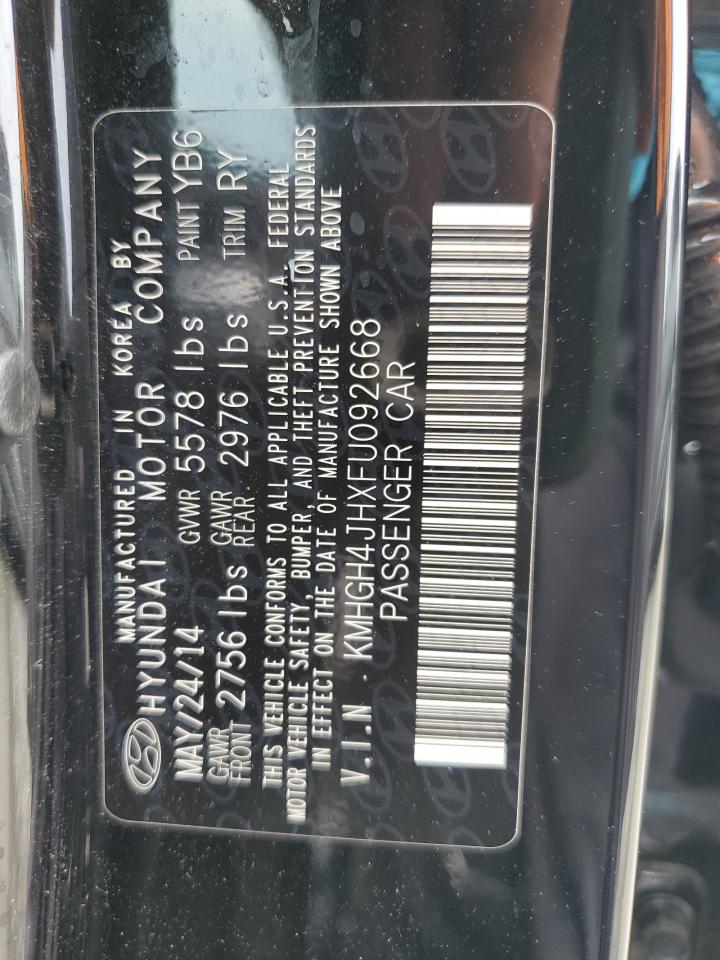 MANUFACTURED IN KOREA BY
HYUNDAI MOTOR COMPANY
MAY/24/14 GVWR 5578 lbs PAINT YB6
GAWR FRONT 2756 lbs GAWR REAR 2976 lbs TRIM RY
THIS VEHICLE CONFORMS TO ALL APPLICABLE U.S.A. FEDERAL
MOTOR VEHICLE SAFETY, BUMPER, AND THEFT PREVENTION STANDARDS
IN EFFECT ON THE DATE OF MANUFACTURE SHOWN ABOVE
V.I.N : KMHGH4JHXFU092668
PASSENGER CAR